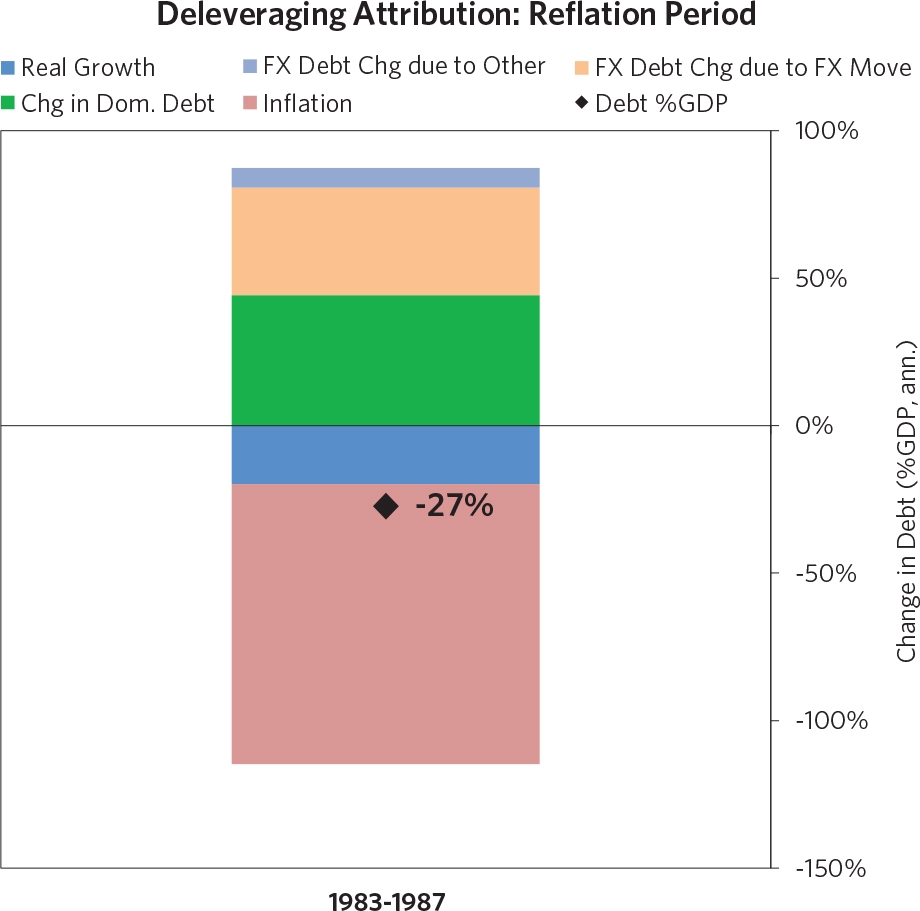 Deleveraging Attribution: Reflation Period
Real Growth
FX Debt Chg due to Other
FX Debt Chg due to FX Move
Chg in Dom. Debt
Inflation
Debt %GDP
100%
50%
0%
-27%
-50%
-100%
-150%
Change in Debt (%GDP, ann.)
1983-1987